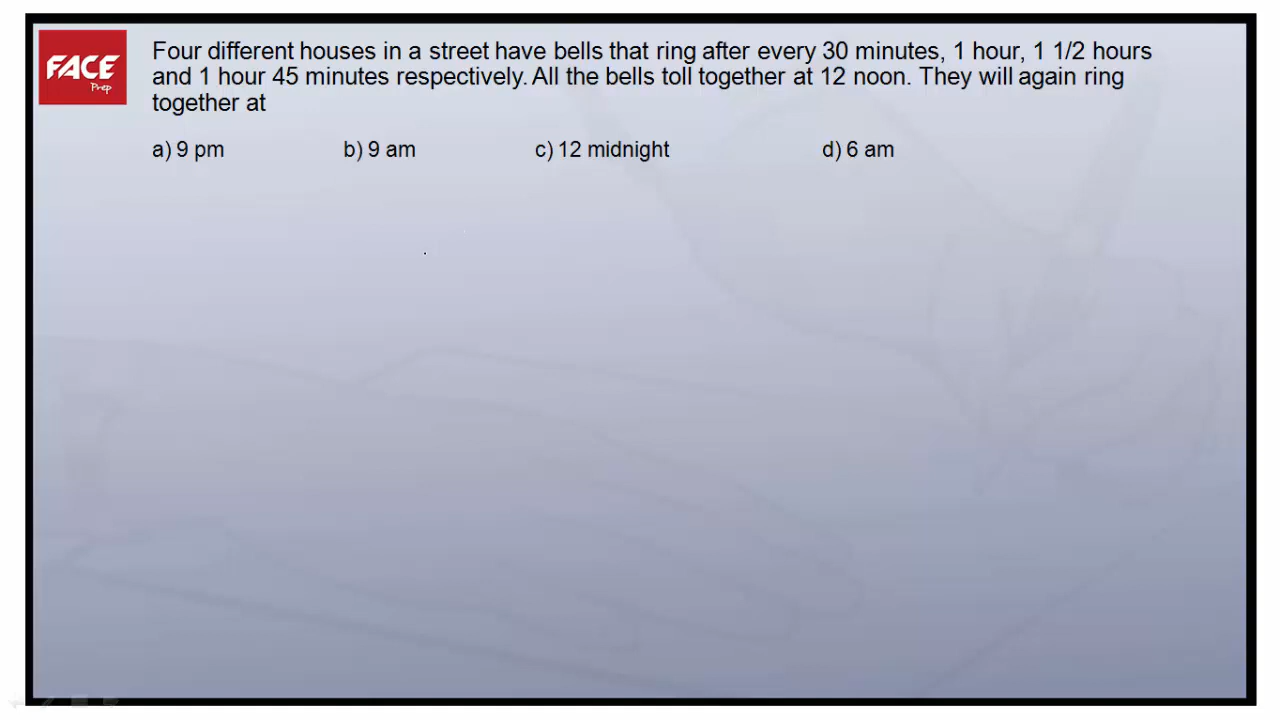 FACE
Prep
Four different houses in a street have bells that ring after every 30 minutes, 1 hour, 1 1/2 hours
and 1 hour 45 minutes respectively. All the bells toll together at 12 noon. They will again ring
together at
a) 9 pm b) 9 am c) 12 midnight d) 6 am